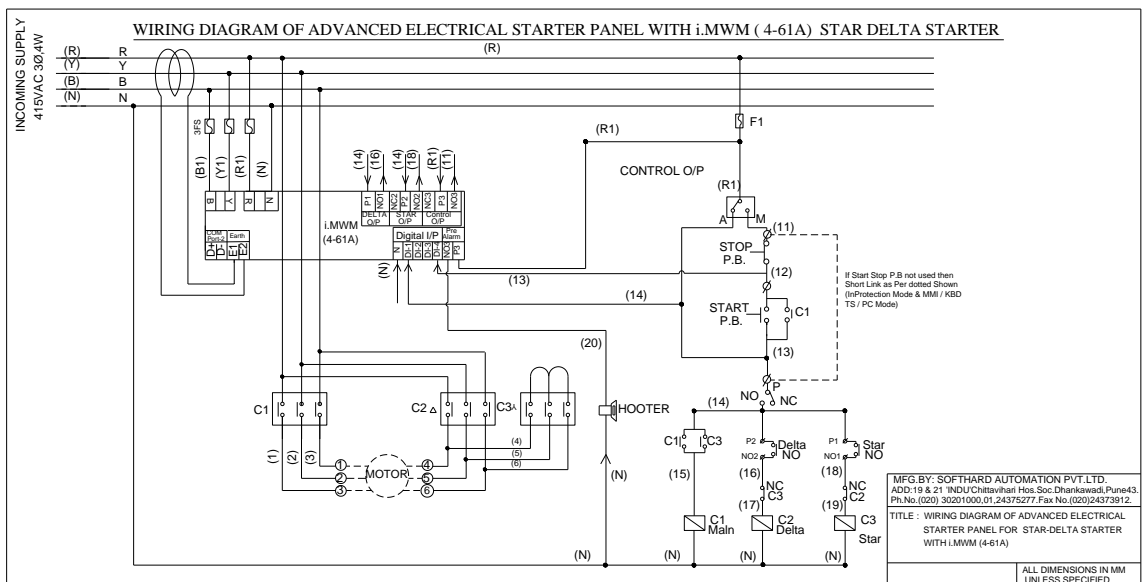 WIRING DIAGRAM OF ADVANCED ELECTRICAL STARTER PANEL WITH i.MWM ( 4-61A) STAR DELTA STARTER
INCOMING SUPPLY
415VAC 3Ø,4W
(R) R (R)
(Y) Y
(B) B
(N) N
3FS
(B1)
(Y1)
(R1)
(N)
F1
(R1)
CONTROL O/P
(R1)
A M
(14)
(16)
(14)
(18)
(R1)
(11)
B
Y
R
N
P1
NO1
NC2
P2
NO2
NC3
P3
NO3
DELTA O/P
STAR O/P
Control O/P
i.MWM
(4-61A)
Digital I/P
Pre Alarm
COM Port-2
Earth
D+
D-
E1
E2
N
DI-1
DI-2
DI-3
DI-4
NO3
P3
(N)
(13)
(14)
(11)
STOP
P.B.
(12)
START
P.B.
C1
(13)
If Start Stop P.B not used then
Short Link as Per dotted Shown
(InProtection Mode & MMI / KBD
TS / PC Mode)
P
NO NC
(20)
HOOTER
(N)
C1
C2 △
C3⅄
(1)
(2)
(3)
(4)
(5)
(6)
1 MOTOR 4
2 5
3 6
(14)
C1 C3
(15)
C1
MaIn
(N)
P2 Delta
NO2 NO
(16)
NC
C3
(17)
C2
Delta
(N)
P1 Star
NO1 NO
(18)
NC
C2
(19)
C3
Star
(N)
(N)
MFG.BY: SOFTHARD AUTOMATION PVT.LTD.
ADD:19 & 21 'INDU'Chittavihari Hos.Soc.Dhankawadi,Pune43.
Ph.No.(020) 30201000,01,24375277.Fax No.(020)24373912.
TITLE : WIRING DIAGRAM OF ADVANCED ELECTRICAL
STARTER PANEL FOR STAR-DELTA STARTER
WITH i.MWM (4-61A)
ALL DIMENSIONS IN MM
UNLESS SPECIFIED